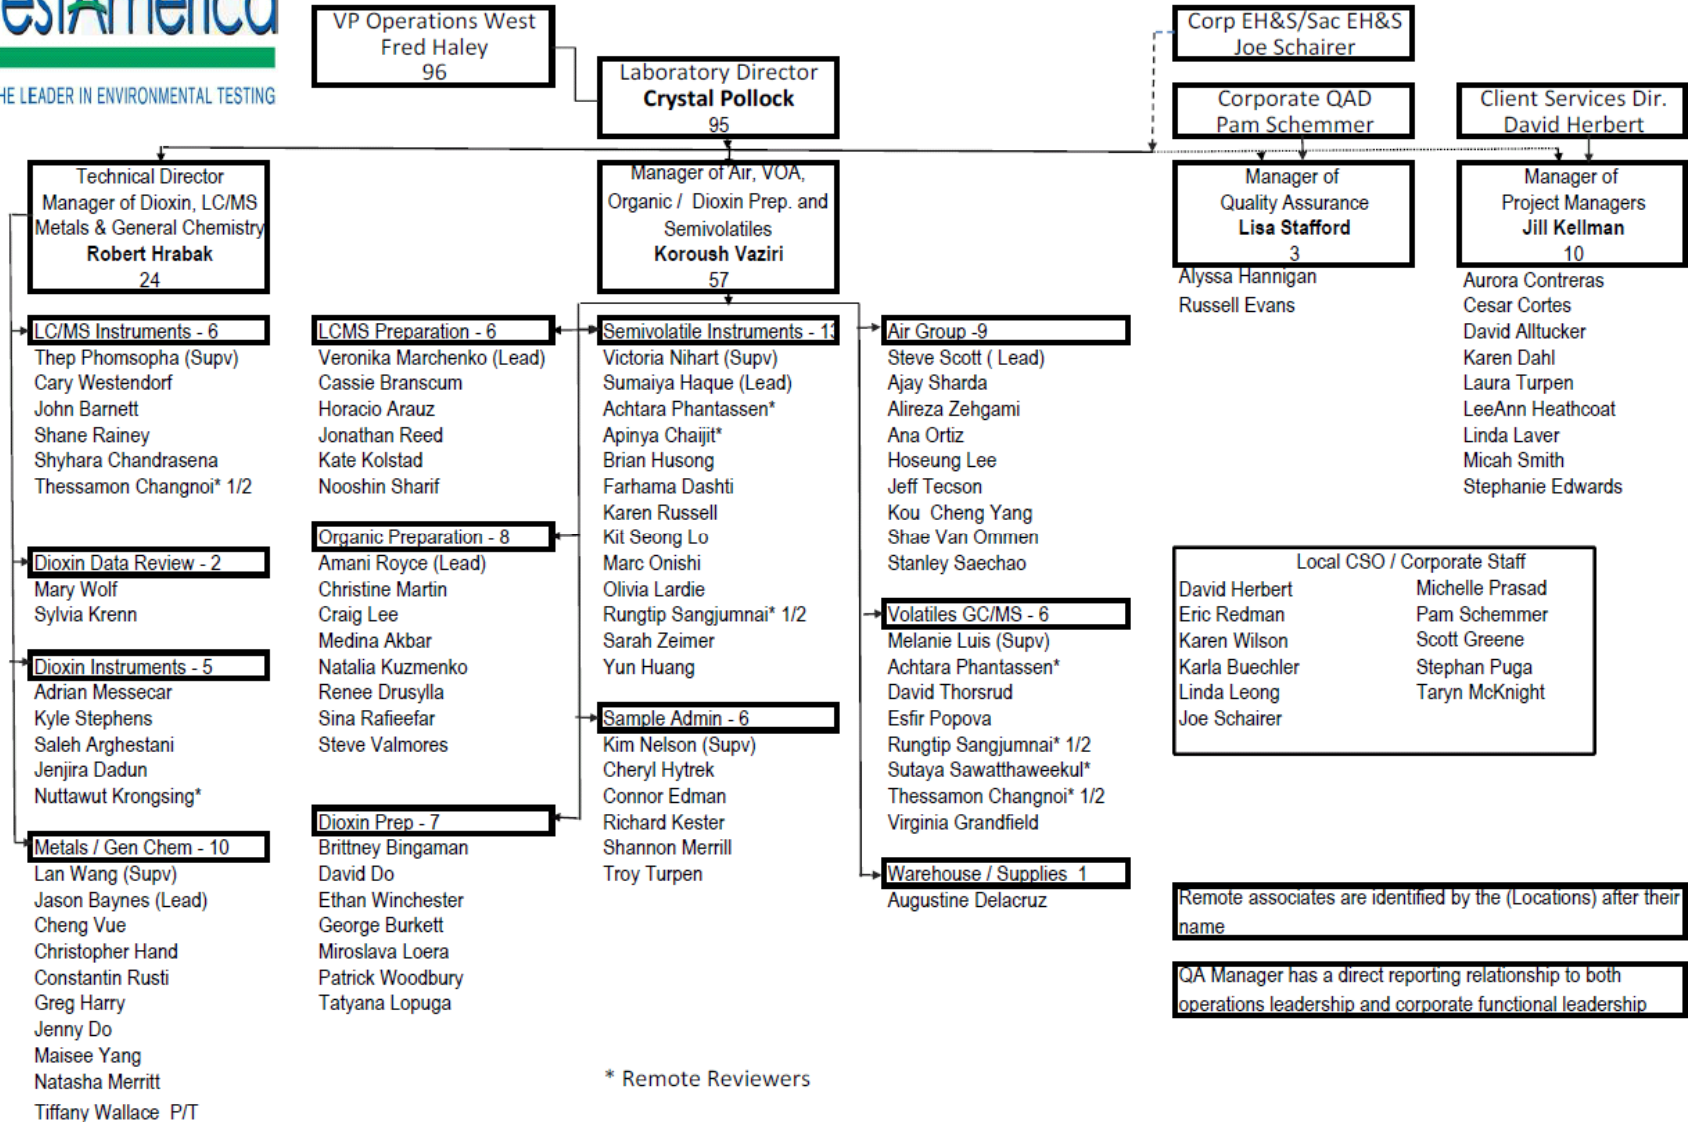 estAmerica
HE LEADER IN ENVIRONMENTAL TESTING
VP Operations West
Fred Haley
96
Laboratory Director
Crystal Pollock
95
Corp EH&S/Sac EH&S
Joe Schairer
Corporate QAD
Pam Schemmer
Client Services Dir.
David Herbert
Technical Director
Manager of Dioxin, LC/MS
Metals & General Chemistry
Robert Hrabak
24
Manager of Air, VOA,
Organic / Dioxin Prep. and
Semivolatiles
Koroush Vaziri
57
Manager of
Quality Assurance
Lisa Stafford
3
Alyssa Hannigan
Russell Evans
Manager of
Project Managers
Jill Kellman
10
Aurora Contreras
Cesar Cortes
David Alltucker
Karen Dahl
Laura Turpen
LeeAnn Heathcoat
Linda Laver
Micah Smith
Stephanie Edwards
LC/MS Instruments - 6
Thep Phomsopha (Supv)
Cary Westendorf
John Barnett
Shane Rainey
Shyhara Chandrasena
Thessamon Changnoi* 1/2
Dioxin Data Review - 2
Mary Wolf
Sylvia Krenn
Dioxin Instruments - 5
Adrian Messecar
Kyle Stephens
Saleh Arghestani
Jenjira Dadun
Nuttawut Krongsing*
Metals / Gen Chem - 10
Lan Wang (Supv)
Jason Baynes (Lead)
Cheng Vue
Christopher Hand
Constantin Rusti
Greg Harry
Jenny Do
Maisee Yang
Natasha Merritt
Tiffany Wallace P/T
LCMS Preparation - 6
Veronika Marchenko (Lead)
Cassie Branscum
Horacio Arauz
Jonathan Reed
Kate Kolstad
Nooshin Sharif
Organic Preparation - 8
Amani Royce (Lead)
Christine Martin
Craig Lee
Medina Akbar
Natalia Kuzmenko
Renee Drusylla
Sina Rafieefar
Steve Valmores
Dioxin Prep - 7
Brittney Bingaman
David Do
Ethan Winchester
George Burkett
Miroslava Loera
Patrick Woodbury
Tatyana Lopuga
Semivolatile Instruments - 13
Victoria Nihart (Supv)
Sumaiya Haque (Lead)
Achtara Phantassen*
Apinya Chaijit*
Brian Husong
Farhama Dashti
Karen Russell
Kit Seong Lo
Marc Onishi
Olivia Lardie
Rungtip Sangjumnai* 1/2
Sarah Zeimer
Yun Huang
Sample Admin - 6
Kim Nelson (Supv)
Cheryl Hytrek
Connor Edman
Richard Kester
Shannon Merrill
Troy Turpen
Air Group -9
Steve Scott ( Lead)
Ajay Sharda
Alireza Zehgami
Ana Ortiz
Hoseung Lee
Jeff Tecson
Kou Cheng Yang
Shae Van Ommen
Stanley Saechao
Volatiles GC/MS - 6
Melanie Luis (Supv)
Achtara Phantassen*
David Thorsrud
Esfir Popova
Rungtip Sangjumnai* 1/2
Sutaya Sawatthaweekul*
Thessamon Changnoi* 1/2
Virginia Grandfield
Warehouse / Supplies 1
Augustine Delacruz
Local CSO / Corporate Staff
David Herbert
Eric Redman
Karen Wilson
Karla Buechler
Linda Leong
Joe Schairer
Michelle Prasad
Pam Schemmer
Scott Greene
Stephan Puga
Taryn McKnight
Remote associates are identified by the (Locations) after their
name
QA Manager has a direct reporting relationship to both
operations leadership and corporate functional leadership
* Remote Reviewers